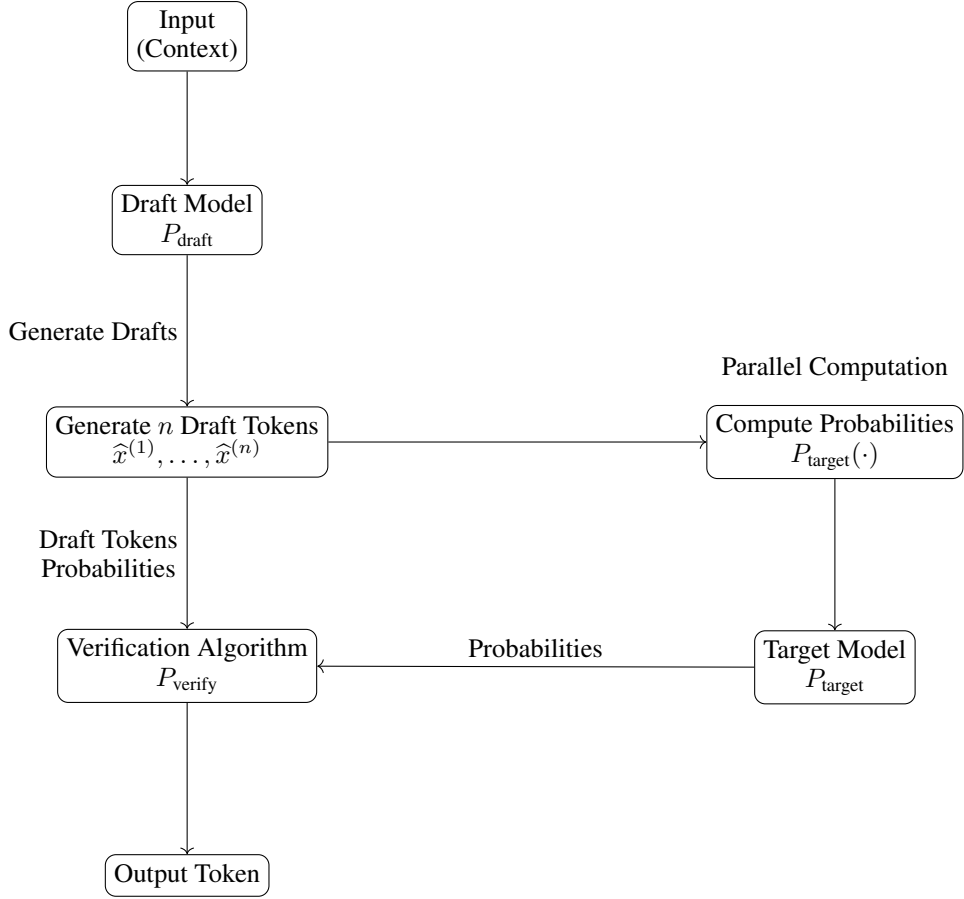 Input
(Context)
Draft Model
P_draft
Generate Drafts
Parallel Computation
Generate n Draft Tokens
x̂^(1), . . . , x̂^(n)
Compute Probabilities
P_target(·)
Draft Tokens
Probabilities
Verification Algorithm
P_verify
Probabilities
Target Model
P_target
Output Token